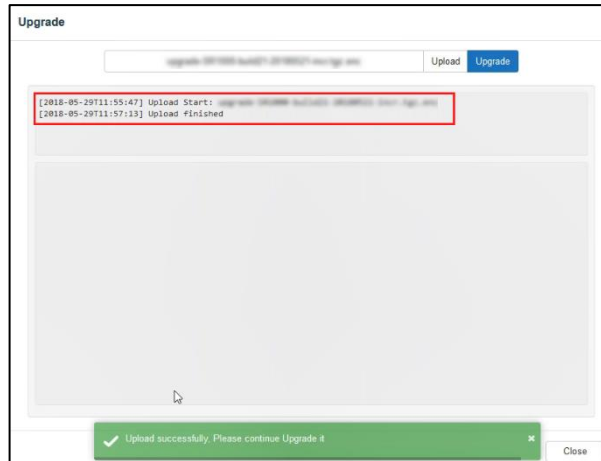 Upgrade
Upload Upgrade
[2018-05-29T11:55:47] Upload Start:
[2018-05-29T11:57:13] Upload finished
Upload successfully, Please continue Upgrade it
Close